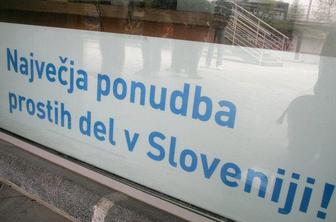 Največja ponudba
prostih del v Sloveniji!